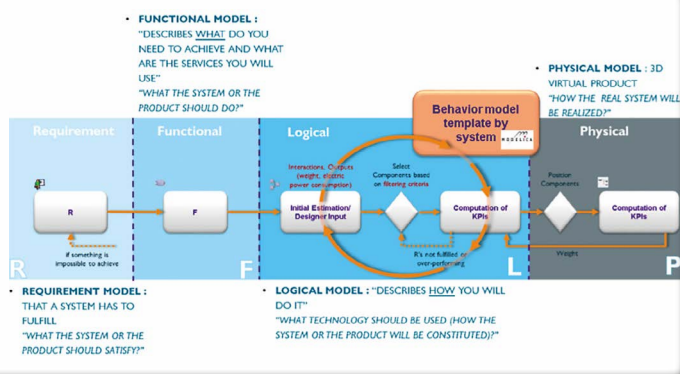 • FUNCTIONAL MODEL :
"DESCRIBES WHAT DO YOU
NEED TO ACHIEVE AND WHAT
ARE THE SERVICES YOU WILL
USE"
"WHAT THE SYSTEM OR THE
PRODUCT SHOULD DO?"
• PHYSICAL MODEL : 3D
VIRTUAL PRODUCT
"HOW THE REAL SYSTEM WILL
BE REALIZED?"
Behavior model
template by
system
MODELICA
Requirement
Functional
Logical
Physical
Interactions, Outputs
(weight, electric
power consumption)
Select
Components based
on filtering criteria
Position
Components
R
F
Initial Estimation/
Designer Input
Computation of
KPIs
Computation of
KPIs
if something is
impossible to achieve
R's not fulfilled or
over-performing
Weight
R
F
L
P
• REQUIREMENT MODEL :
THAT A SYSTEM HAS TO
FULFILL
"WHAT THE SYSTEM OR THE
PRODUCT SHOULD SATISFY?"
• LOGICAL MODEL : "DESCRIBES HOW YOU WILL
DO IT"
"WHAT TECHNOLOGY SHOULD BE USED (HOW THE
SYSTEM OR THE PRODUCT WILL BE CONSTITUTED)?"